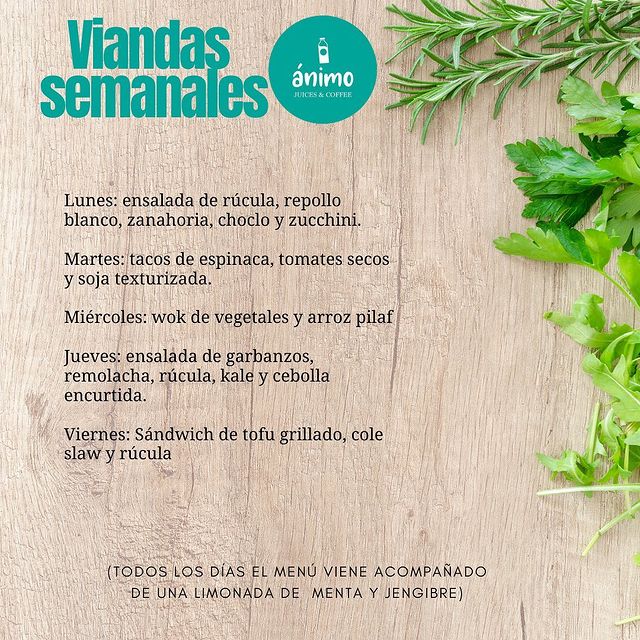 Viandas
semanales
ánimo
JUICES & COFFEE
Lunes: ensalada de rúcula, repollo
blanco, zanahoria, choclo y zucchini.
Martes: tacos de espinaca, tomates secos
y soja texturizada.
Miércoles: wok de vegetales y arroz pilaf
Jueves: ensalada de garbanzos,
remolacha, rúcula, kale y cebolla
encurtida.
Viernes: Sándwich de tofu grillado, cole
slaw y rúcula
(TODOS LOS DÍAS EL MENÚ VIENE ACOMPAÑADO
DE UNA LIMONADA DE MENTA Y JENGIBRE)